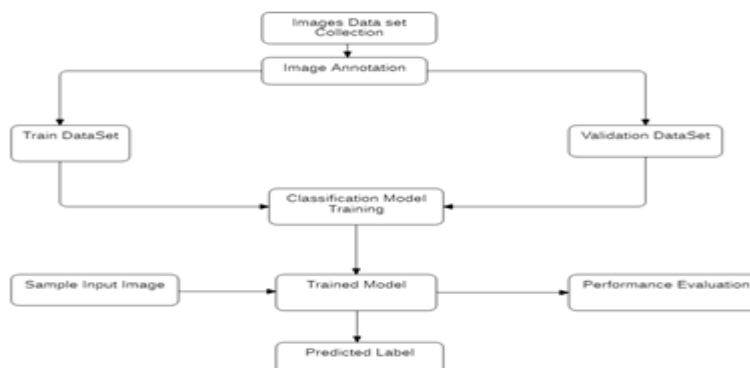 Images Data set
Collection
Image Annotation
Train DataSet
Validation DataSet
Classification Model
Training
Sample Input Image
Trained Model
Performance Evaluation
Predicted Label